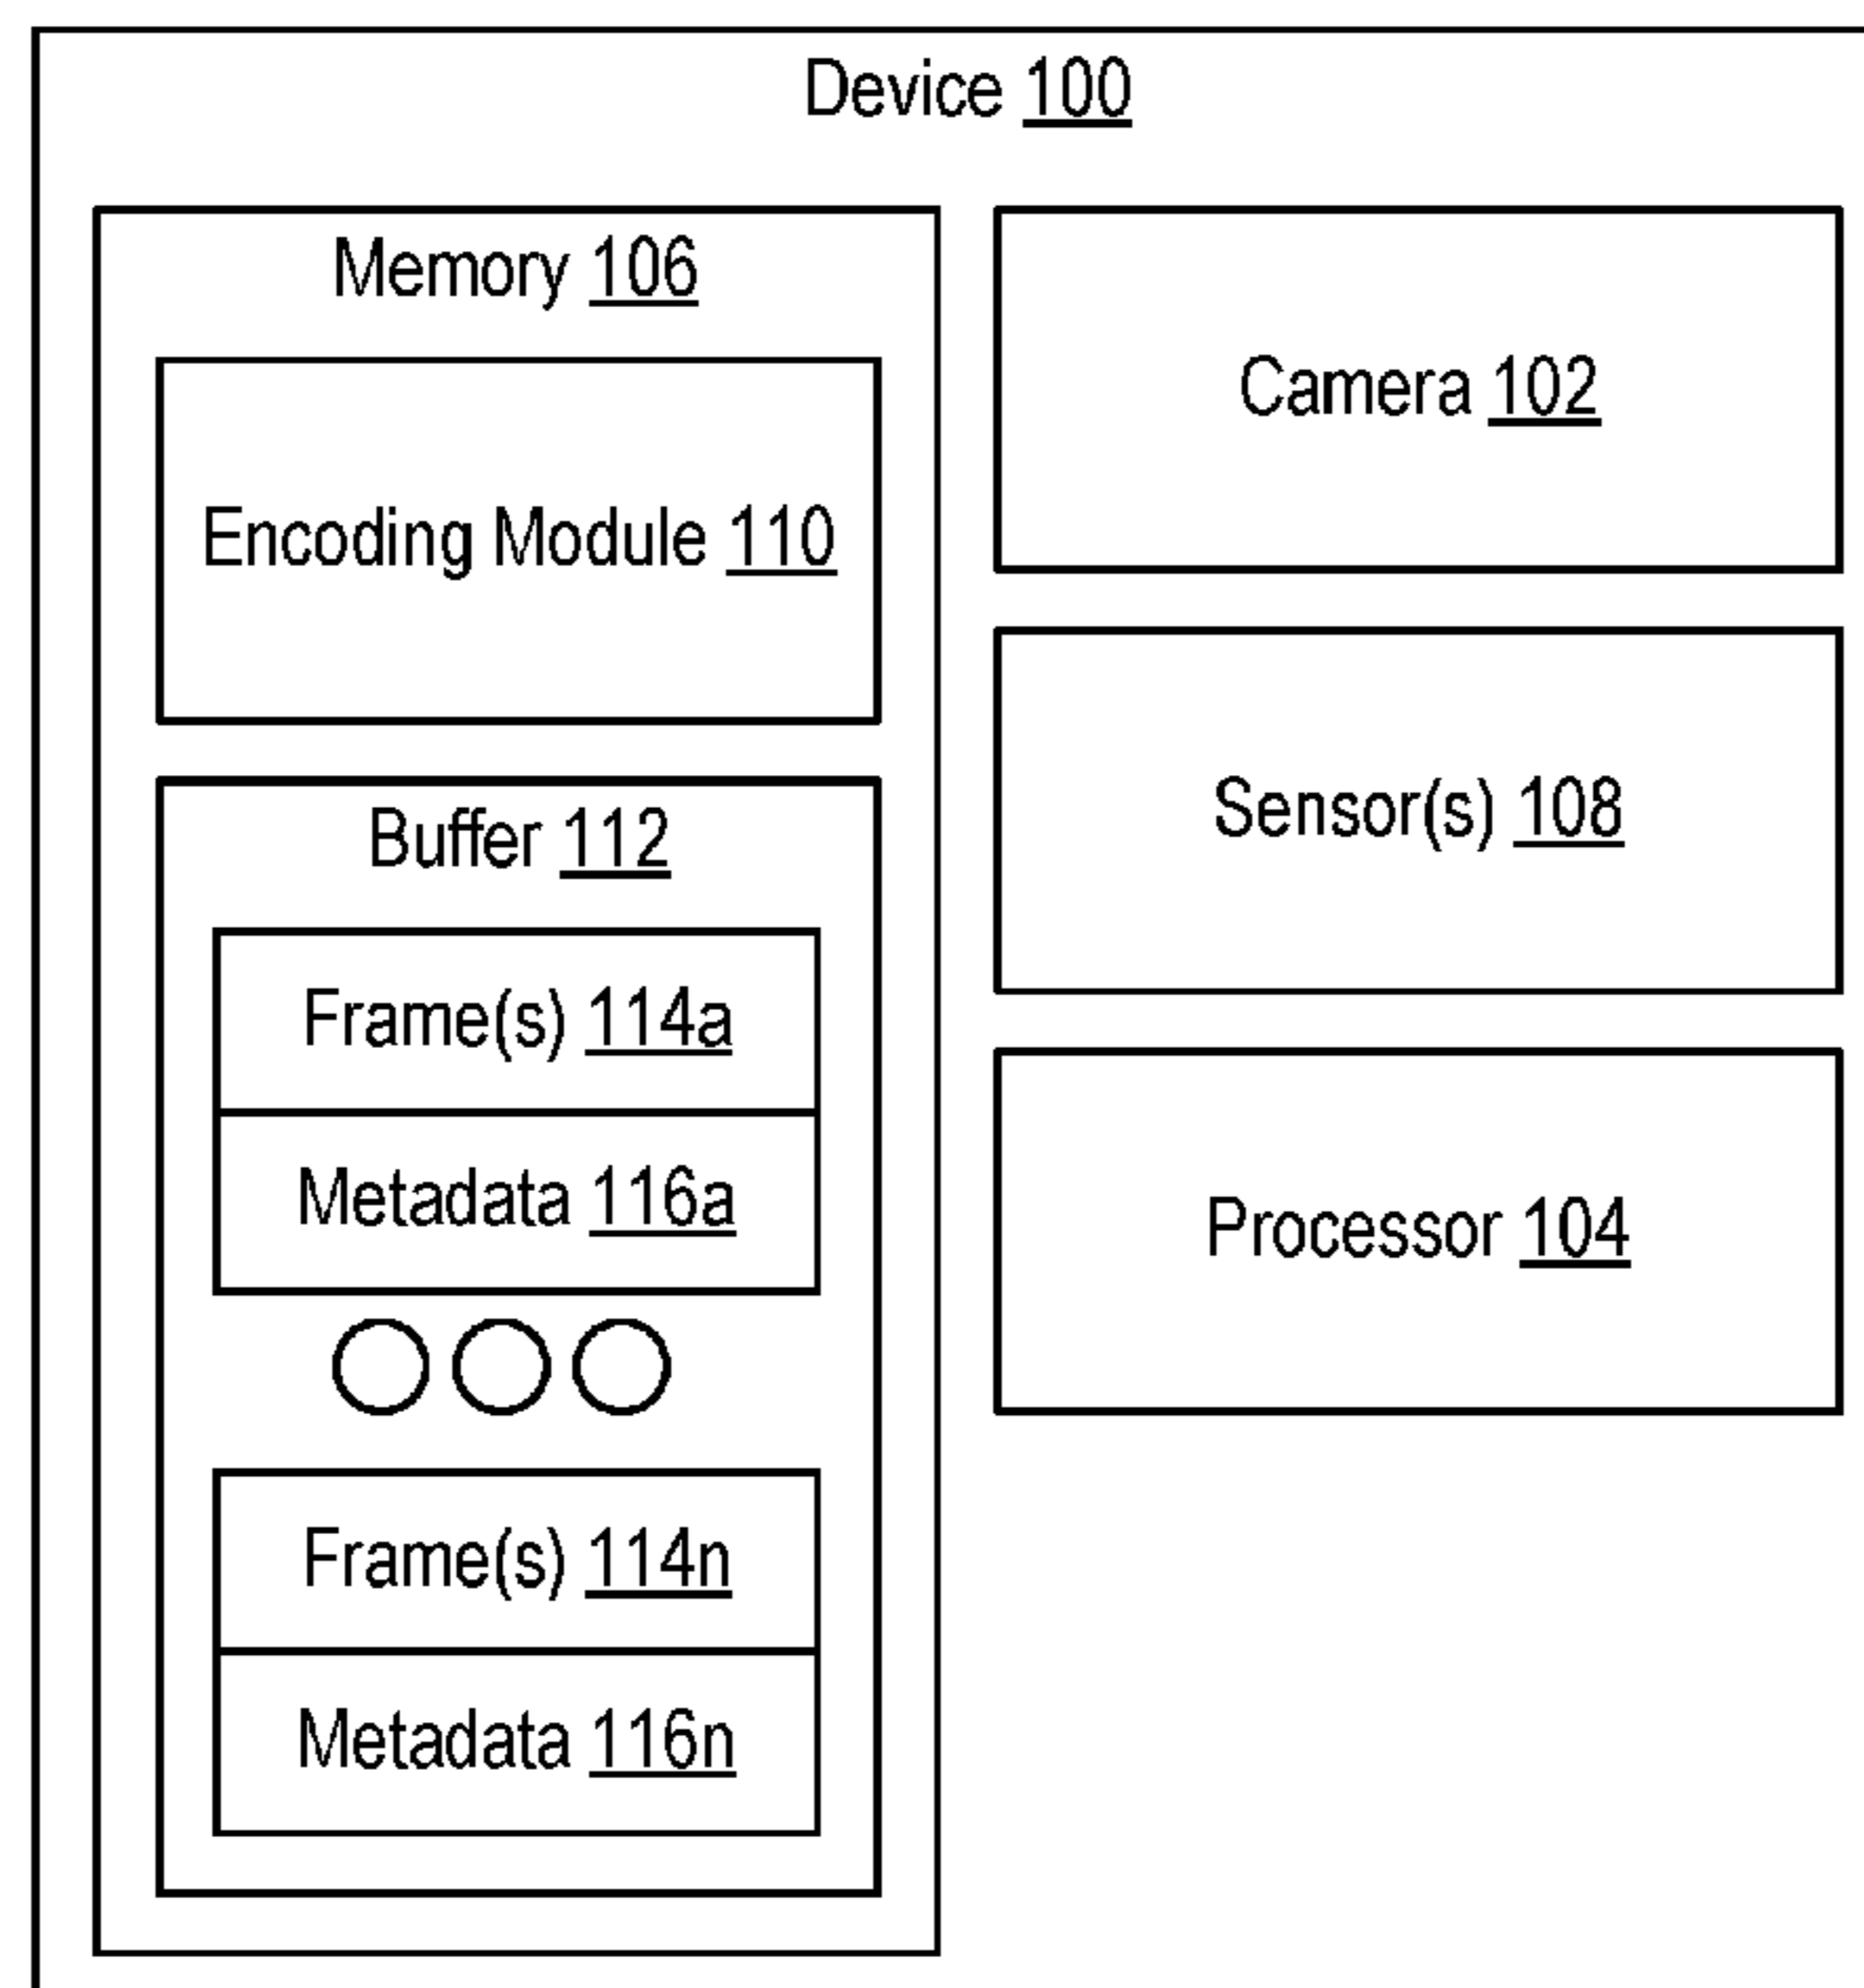 Device 100
Memory 106
Encoding Module 110
Buffer 112
Frame(s) 114a
Metadata 116a
Frame(s) 114n
Metadata 116n
Camera 102
Sensor(s) 108
Processor 104